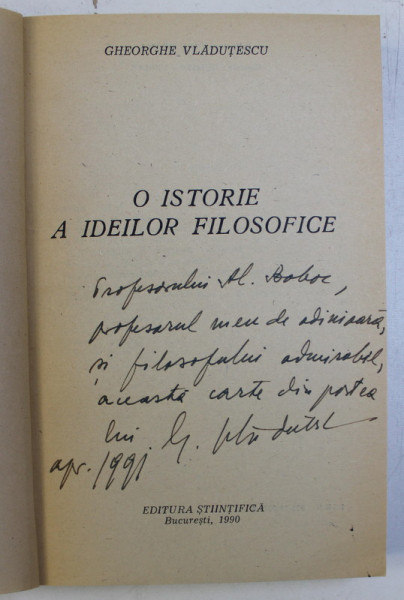 GHEORGHE VLĂDUȚESCU
O ISTORIE
A IDEILOR FILOSOFICE
Profesorului Al. Boboc,
profesorul meu de odinioară,
și filosofului admirabil,
această carte din partea
lui G. Vlăduțescu
apr. 1991
EDITURA ȘTIINȚIFICĂ
București, 1990